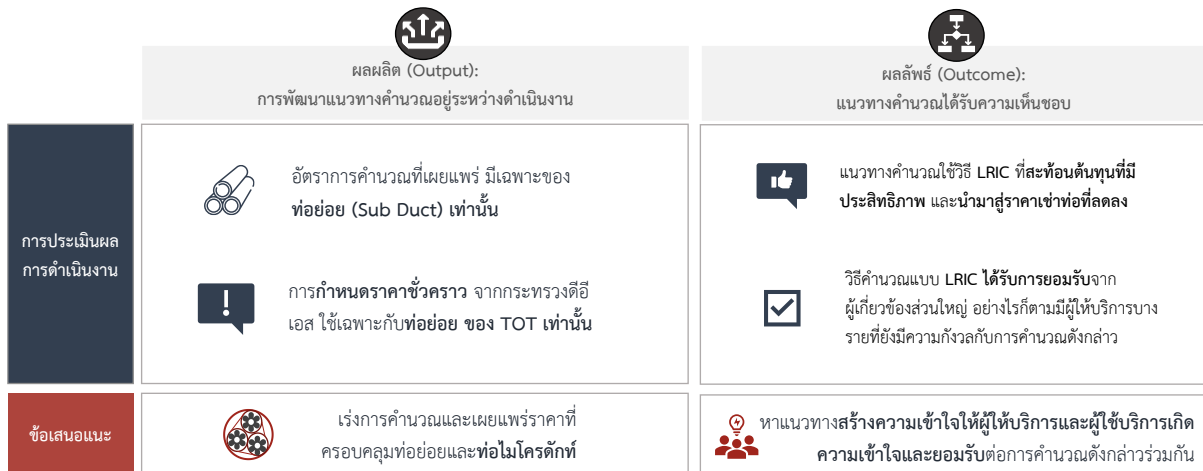 ผลผลิต (Output):
การพัฒนาแนวทางคำนวณอยู่ระหว่างดำเนินงาน
ผลลัพธ์ (Outcome):
แนวทางคำนวณได้รับความเห็นชอบ
การประเมินผล
การดำเนินงาน
อัตราการคำนวณที่เผยแพร่ มีเฉพาะของ
ท่อย่อย (Sub Duct) เท่านั้น
การกำหนดราคาชั่วคราว จากกระทรวงดีอี
เอส ใช้เฉพาะกับท่อย่อย ของ TOT เท่านั้น
แนวทางคำนวณใช้วิธี LRIC ที่สะท้อนต้นทุนที่มี
ประสิทธิภาพ และนำมาสู่ราคาเช่าท่อที่ลดลง
วิธีคำนวณแบบ LRIC ได้รับการยอมรับจาก
ผู้เกี่ยวข้องส่วนใหญ่ อย่างไรก็ตามมีผู้ให้บริการบาง
รายที่ยังมีความกังวลกับการคำนวณดังกล่าว
ข้อเสนอแนะ
เร่งการคำนวณและเผยแพร่ราคาที่
ครอบคลุมท่อย่อยและท่อไมโครดักท์
หาแนวทางสร้างความเข้าใจให้ผู้ให้บริการและผู้ใช้บริการเกิด
ความเข้าใจและยอมรับต่อการคำนวณดังกล่าวร่วมกัน